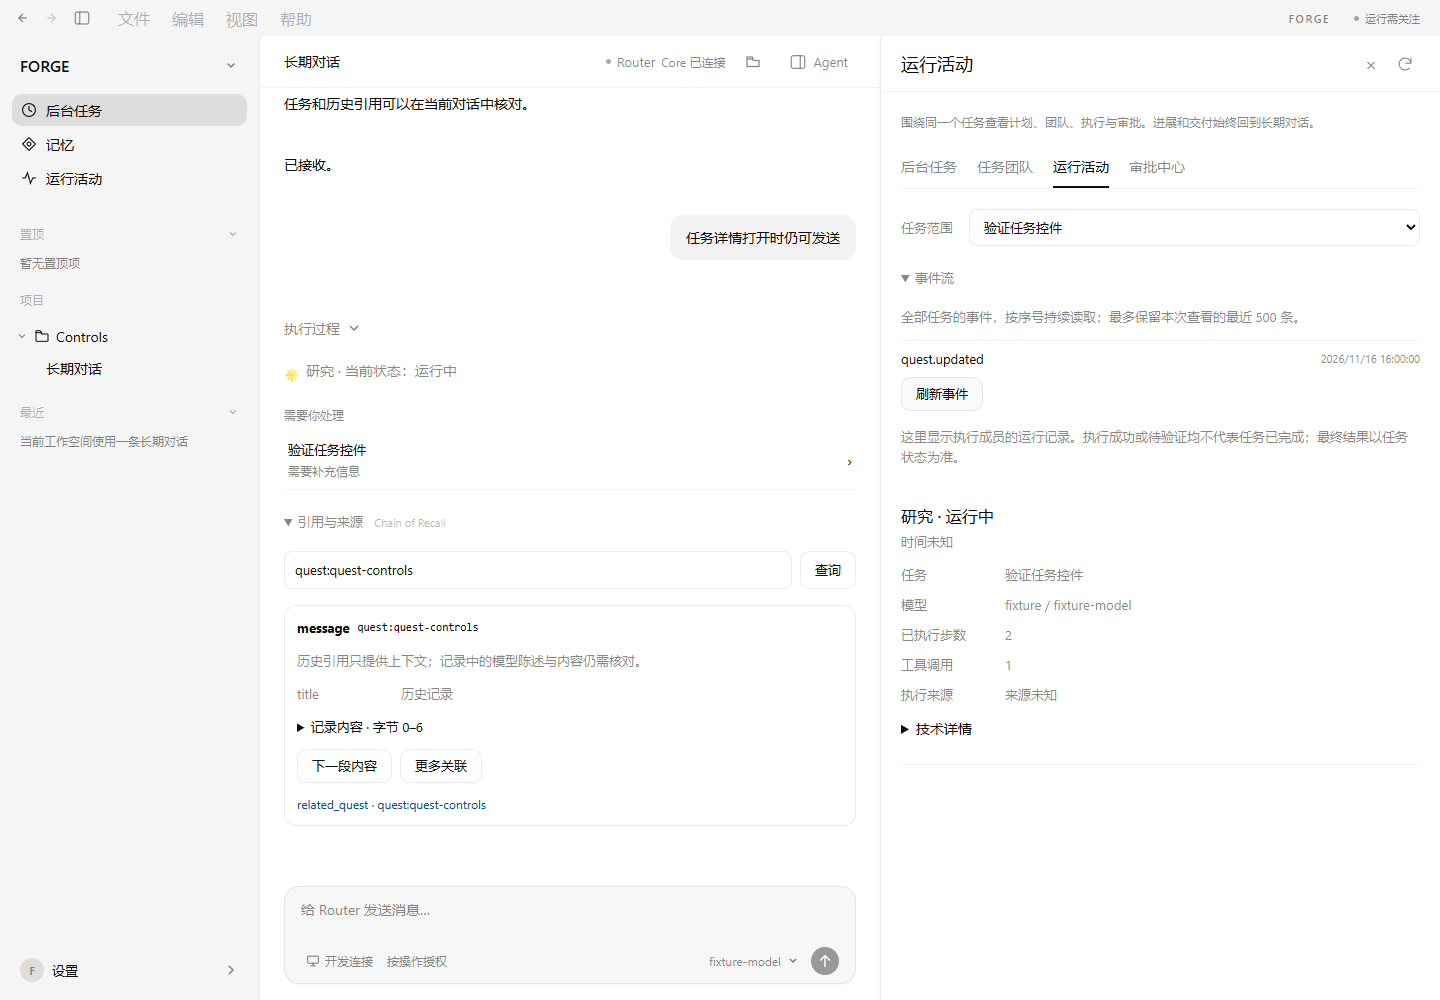 文件 编辑 视图 帮助
FORGE 运行需关注
FORGE
后台任务
记忆
运行活动
置顶
暂无置顶项
项目
Controls
长期对话
最近
当前工作空间使用一条长期对话
F 设置
长期对话
Router Core 已连接 Agent
任务和历史引用可以在当前对话中核对。
已接收。
任务详情打开时仍可发送
执行过程
研究 · 当前状态：运行中
需要你处理
验证任务控件
需要补充信息
引用与来源 Chain of Recall
quest:quest-controls 查询
message quest:quest-controls
历史引用只提供上下文；记录中的模型陈述与内容仍需核对。
title 历史记录
记录内容 · 字节 0–6
下一段内容 更多关联
related_quest · quest:quest-controls
给 Router 发送消息...
开发连接 按操作授权 fixture-model
运行活动
围绕同一个任务查看计划、团队、执行与审批。进展和交付始终回到长期对话。
后台任务 任务团队 运行活动 审批中心
任务范围 验证任务控件
事件流
全部任务的事件，按序号持续读取；最多保留本次查看的最近 500 条。
quest.updated 2026/11/16 16:00:00
刷新事件
这里显示执行成员的运行记录。执行成功或待验证均不代表任务已完成；最终结果以任务
状态为准。
研究 · 运行中
时间未知
任务 验证任务控件
模型 fixture / fixture-model
已执行步数 2
工具调用 1
执行来源 来源未知
技术详情